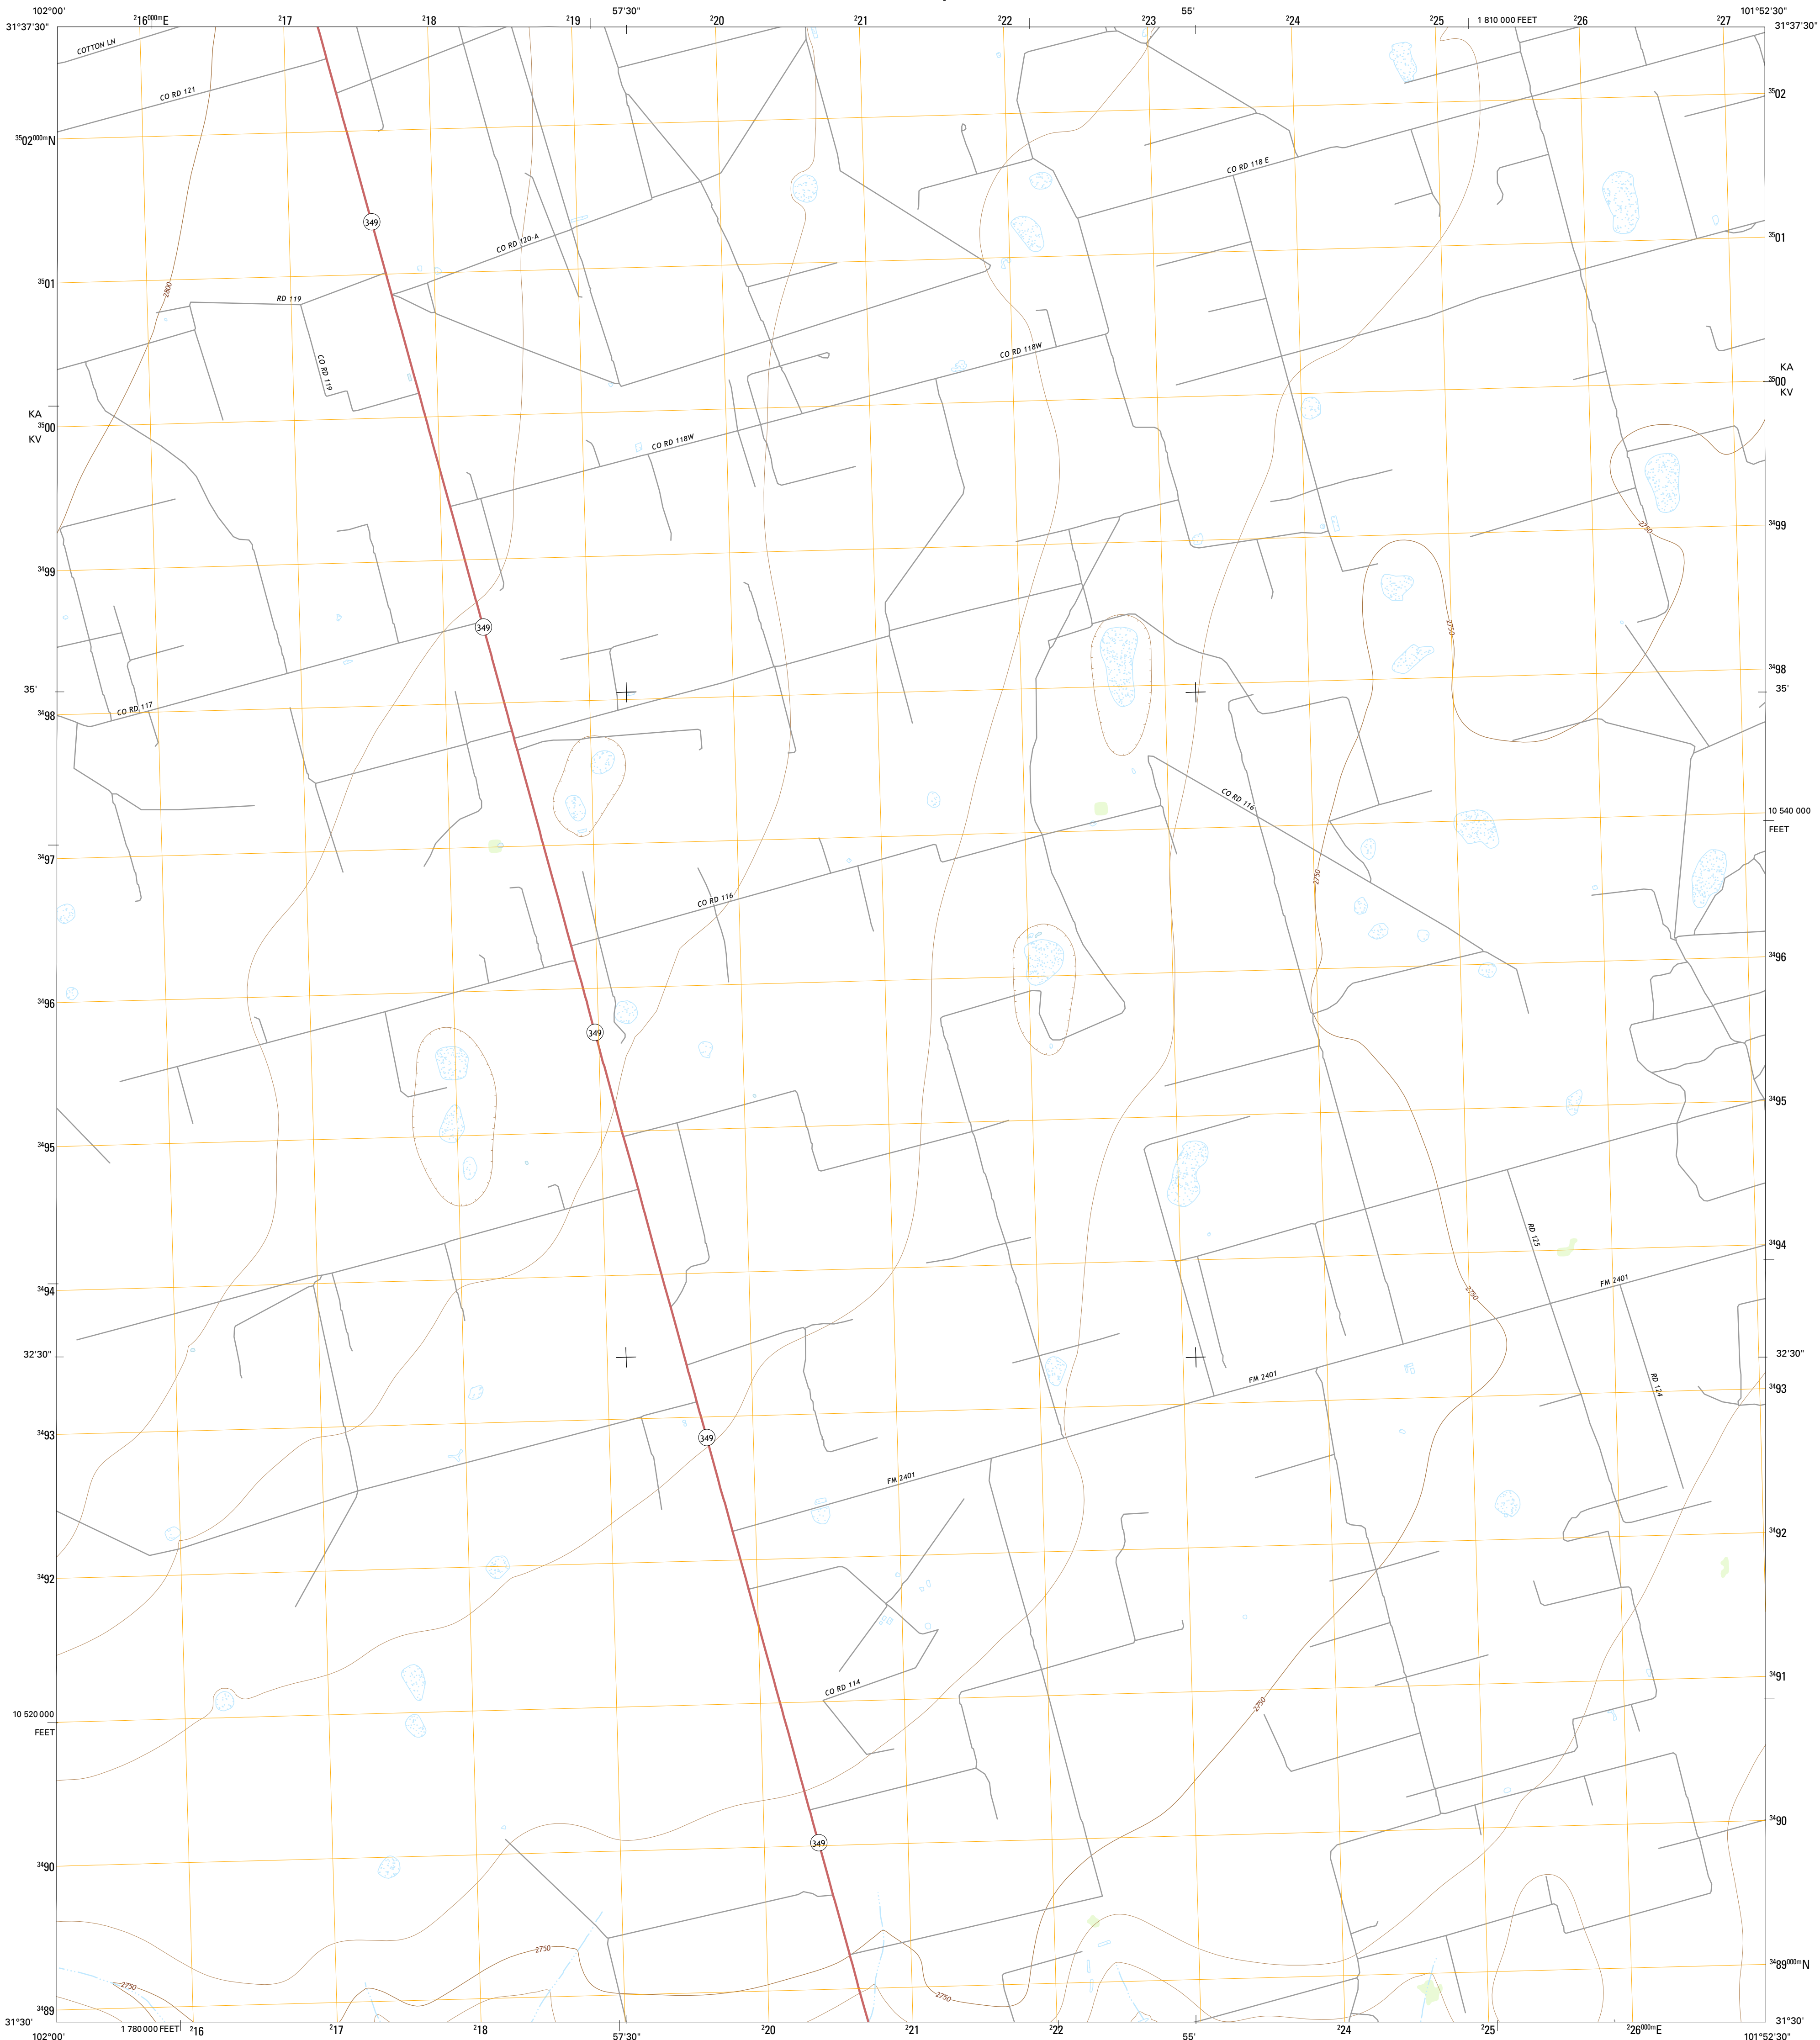 102°00'
²16⁰⁰⁰ᵐE
²17
²18
²19
57'30"
²20
²21
²22
²23
55'
²24
²25
1 810 000 FEET
²26
²27
101°52'30"
31°37'30"
31°37'30"
COTTON LN
CO RD 121
³⁵02
³⁵02⁰⁰⁰ᵐN
CO RD 118 E
349
³⁵01
CO RD 120-A
³⁵01
2800
RD 119
CO RD 118W
CO RD 119
KA
³⁵00
KV
KA
³⁵00
KV
CO RD 118W
2750
³⁴99
³⁴99
349
2750
³⁴98
35'
35'
CO RD 117
³⁴98
CO RD 116
10 540 000
FEET
³⁴97
2750
CO RD 116
³⁴96
³⁴96
349
³⁴95
³⁴95
RD 125
³⁴94
FM 2401
³⁴94
2750
32'30"
32'30"
FM 2401
RD 124
³⁴93
³⁴93
349
FM 2401
³⁴92
³⁴92
³⁴91
CO RD 114
2750
10 520 000
FEET
³⁴90
349
³⁴90
2750
³⁴89⁰⁰⁰ᵐN
2750
2750
³⁴89
31°30'
31°30'
102°00'
1 780 000 FEET
²16
²17
²18
57'30"
²20
²21
²22
55'
²24
²25
²26⁰⁰⁰ᵐE
101°52'30"